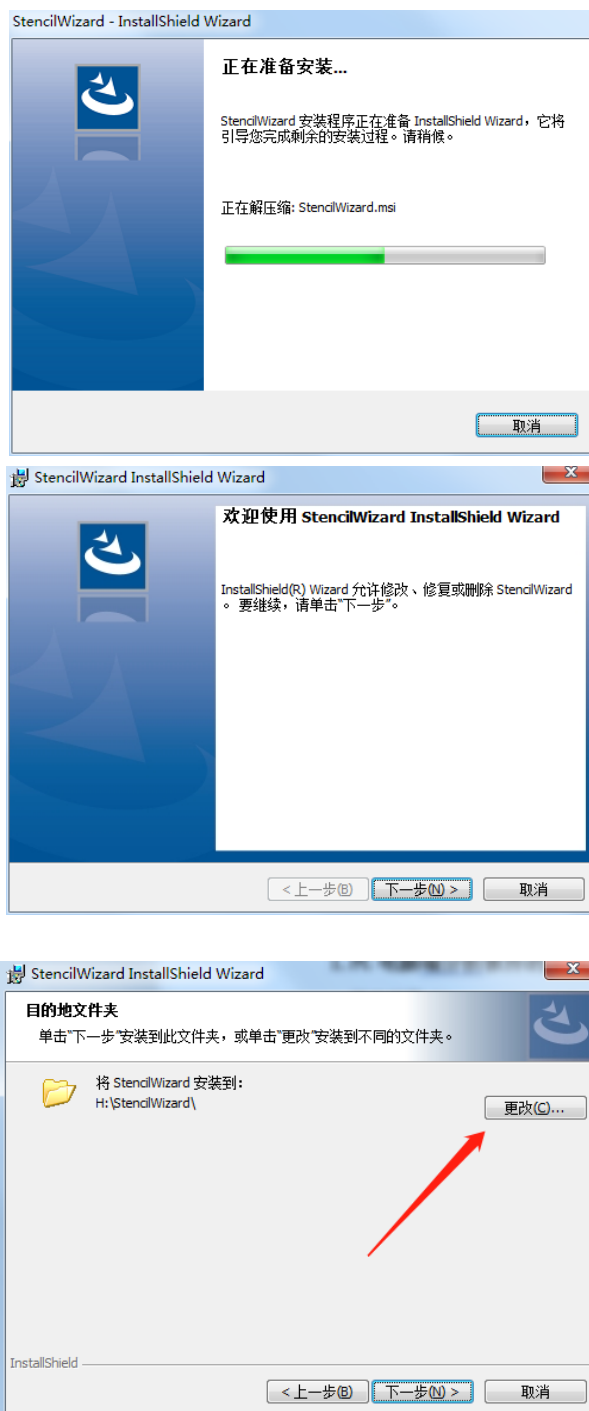 StencilWizard - InstallShield Wizard
正在准备安装...
StencilWizard 安装程序正在准备 InstallShield Wizard，它将
引导您完成剩余的安装过程。请稍候。
正在解压缩: StencilWizard.msi
取消
StencilWizard InstallShield Wizard
欢迎使用 StencilWizard InstallShield Wizard
InstallShield(R) Wizard 允许修改、修复或删除 StencilWizard
。要继续，请单击“下一步”。
<上一步(B) 下一步(N) > 取消
StencilWizard InstallShield Wizard
目的地文件夹
单击“下一步”安装到此文件夹，或单击“更改”安装到不同的文件夹。
将 StencilWizard 安装到:
H:\StencilWizard\
更改(C)...
InstallShield
<上一步(B) 下一步(N) > 取消